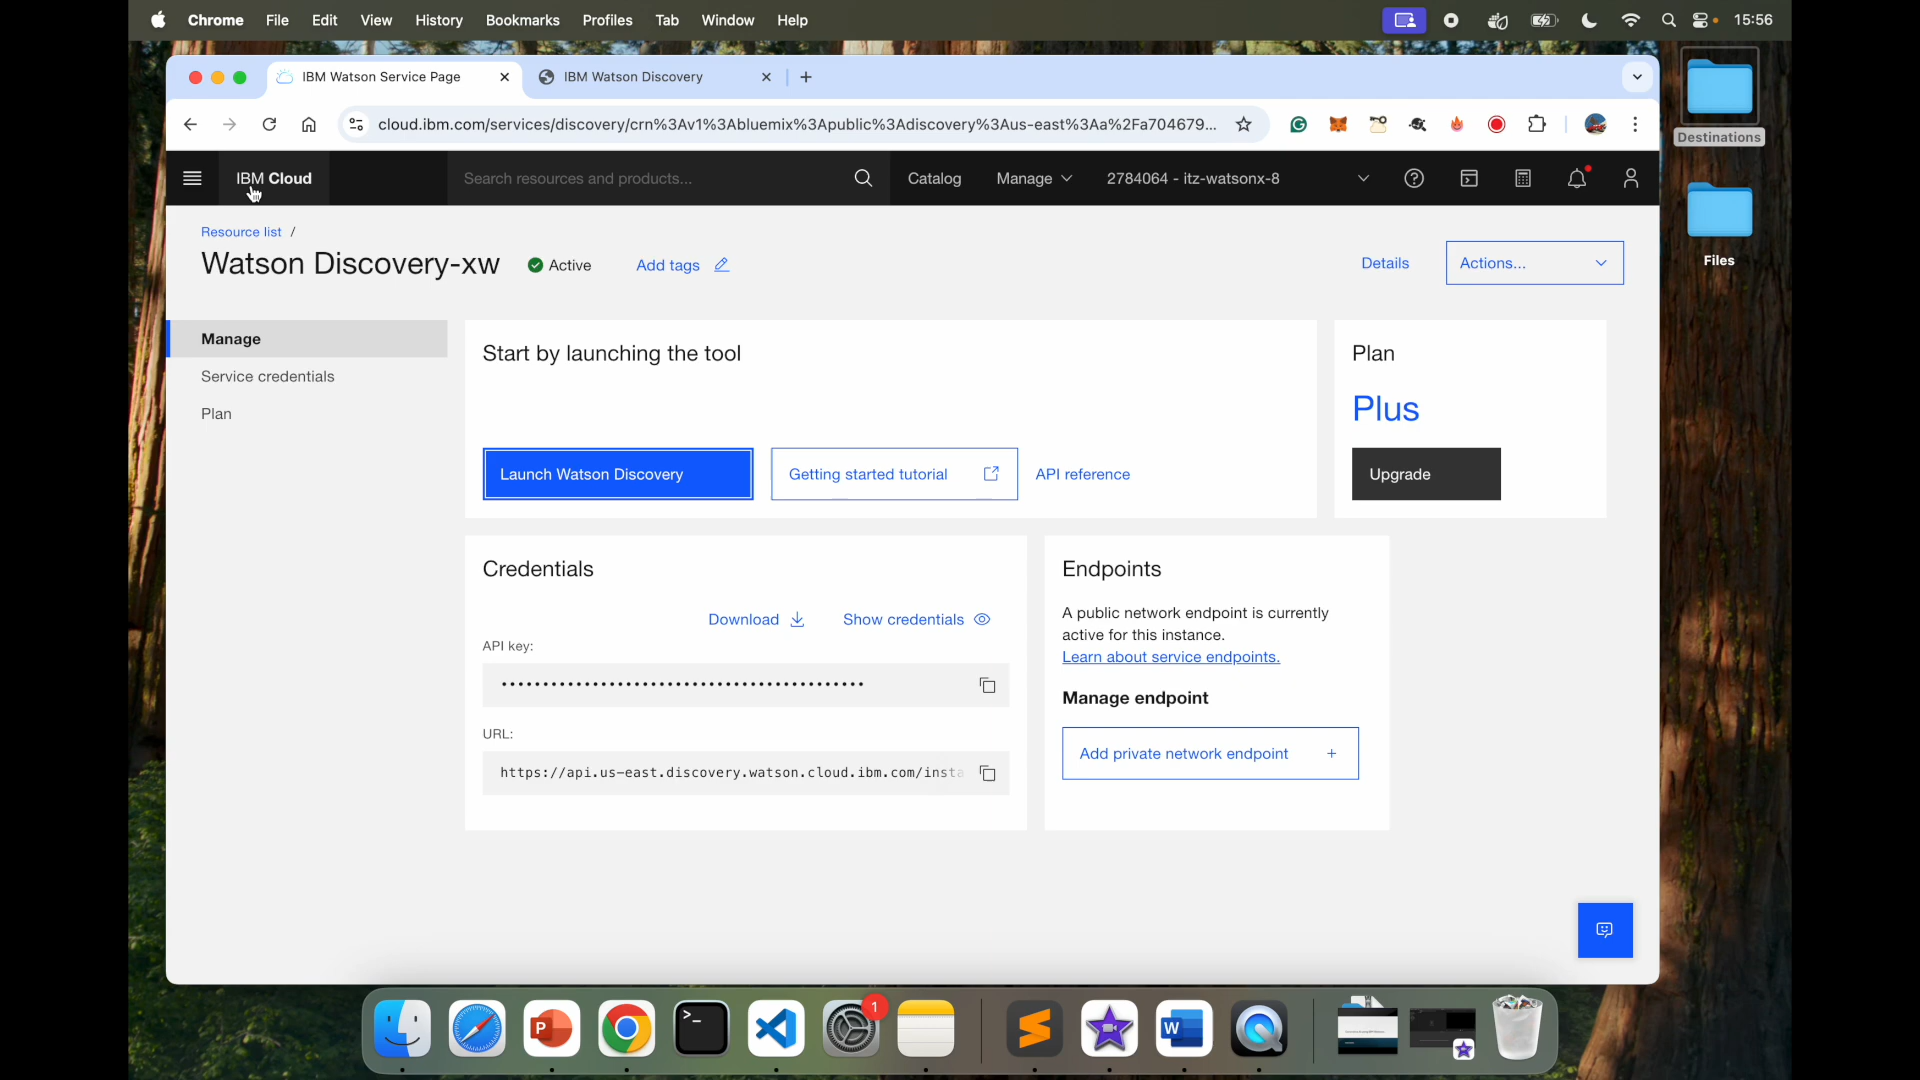 Chrome File Edit View History Bookmarks Profiles Tab Window Help 15:56
IBM Watson Service Page IBM Watson Discovery
cloud.ibm.com/services/discovery/crn%3Av1%3Abluemix%3Apublic%3Adiscovery%3Aus-east%3Aa%2Fa704679...
Destinations
IBM Cloud Search resources and products... Catalog Manage 2784064 - itz-watsonx-8
Resource list /
Watson Discovery-xw Active Add tags Details Actions...
Files
Manage
Service credentials
Plan
Start by launching the tool
Launch Watson Discovery Getting started tutorial API reference
Plan
Plus
Upgrade
Credentials
Download Show credentials
API key:
••••••••••••••••••••••••••••••••••••••••••••
URL:
https://api.us-east.discovery.watson.cloud.ibm.com/insta
Endpoints
A public network endpoint is currently
active for this instance.
Learn about service endpoints.
Manage endpoint
Add private network endpoint +
1